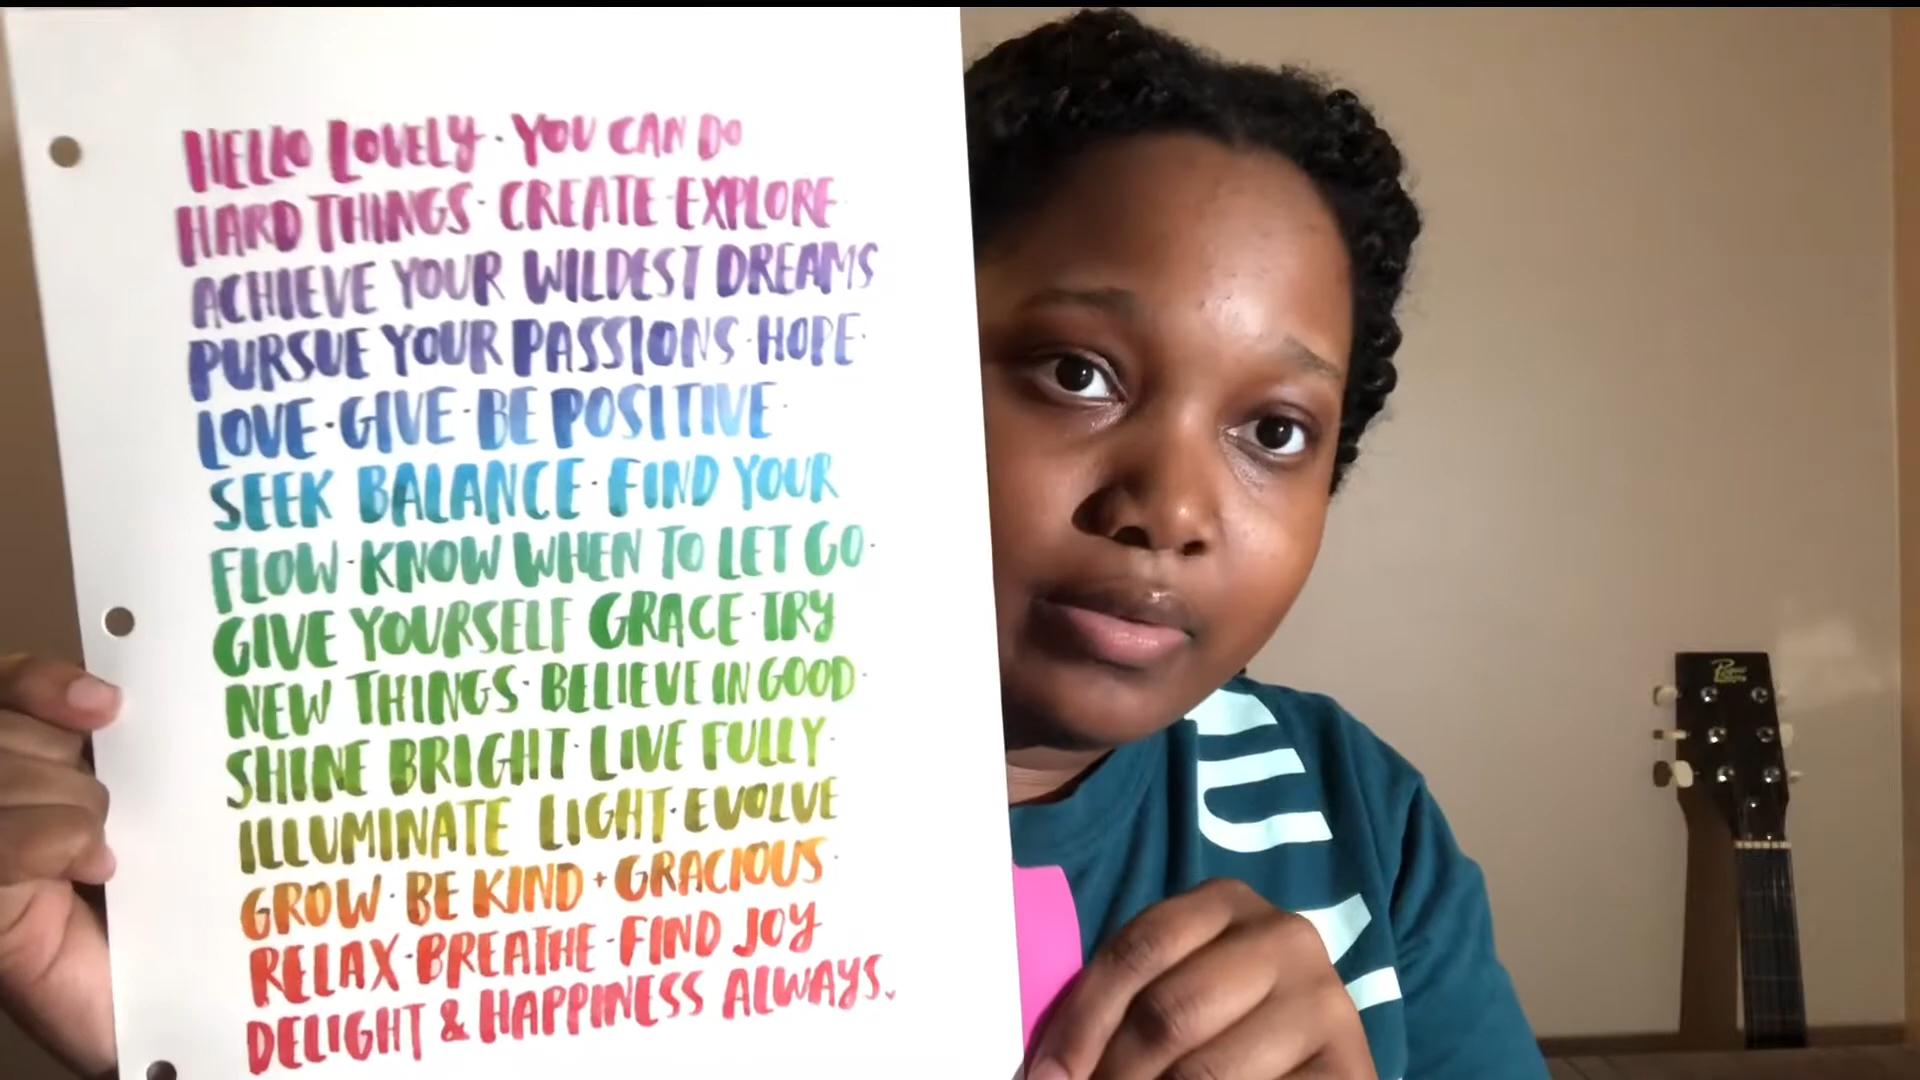 HELLO LOVELY · YOU CAN DO
HARD THINGS · CREATE · EXPLORE ·
ACHIEVE YOUR WILDEST DREAMS
PURSUE YOUR PASSIONS · HOPE ·
LOVE · GIVE · BE POSITIVE ·
SEEK BALANCE · FIND YOUR
FLOW · KNOW WHEN TO LET GO ·
GIVE YOURSELF GRACE · TRY
NEW THINGS · BELIEVE IN GOOD ·
SHINE BRIGHT · LIVE FULLY ·
ILLUMINATE LIGHT · EVOLVE
GROW · BE KIND + GRACIOUS ·
RELAX · BREATHE · FIND JOY
DELIGHT & HAPPINESS ALWAYS.